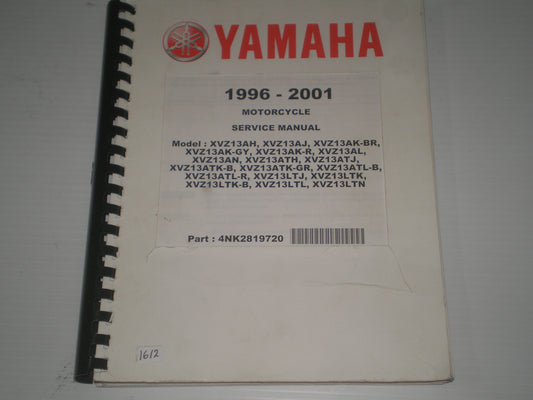 YAMAHA
1996 - 2001
MOTORCYCLE
SERVICE MANUAL
Model : XVZ13AH, XVZ13AJ, XVZ13AK-BR,
XVZ13AK-GY, XVZ13AK-R, XVZ13AL,
XVZ13AN, XVZ13ATH, XVZ13ATJ,
XVZ13ATK-B, XVZ13ATK-GR, XVZ13ATL-B,
XVZ13ATL-R, XVZ13LTJ, XVZ13LTK,
XVZ13LTK-B, XVZ13LTL, XVZ13LTN
Part : 4NK2819720
1612